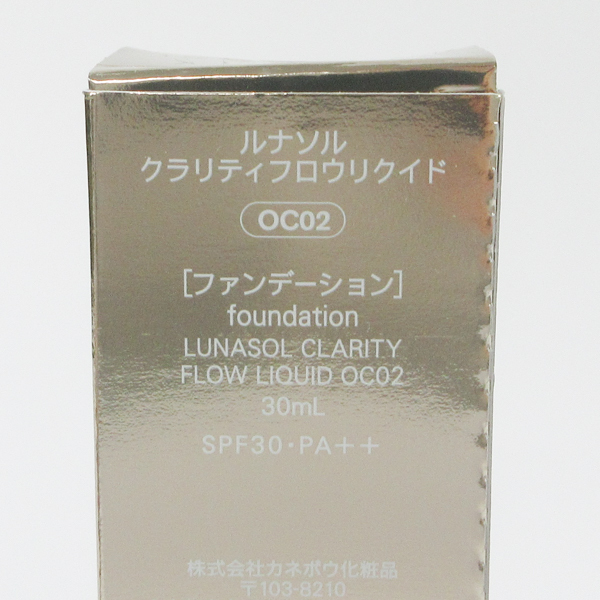 ルナソル
クラリティフロウリクイド
OC02
[ファンデーション]
foundation
LUNASOL CLARITY
FLOW LIQUID OC02
30mL
SPF30・PA++
株式会社カネボウ化粧品
〒103-8210